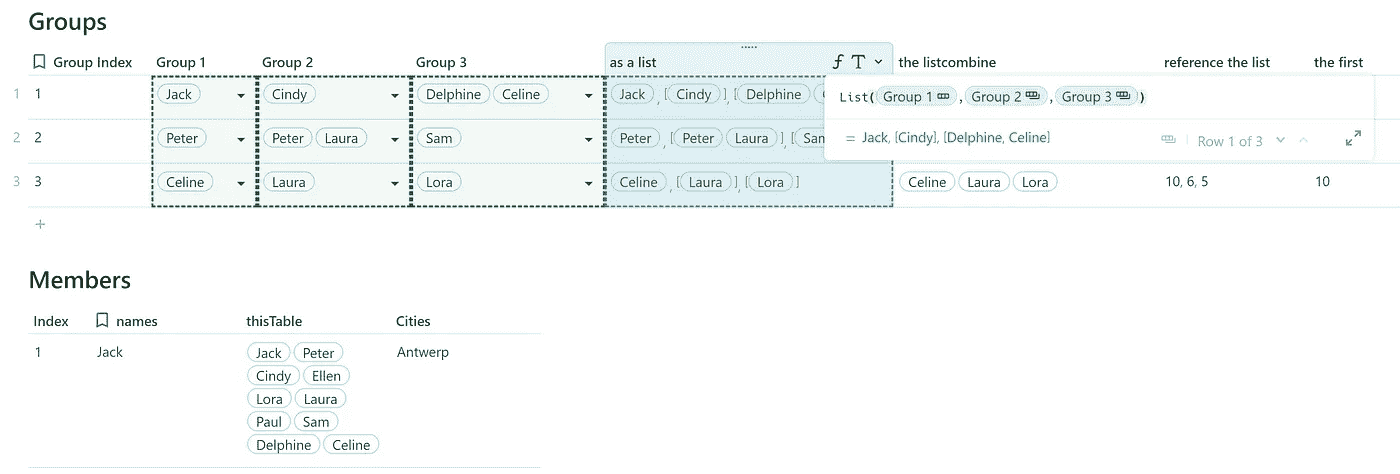 Groups
Group Index Group 1 Group 2 Group 3 as a list the listcombine reference the list the first
1 1 Jack Cindy Delphine Celine Jack , [ Cindy ], [ Delphine
List( Group 1 , Group 2 , Group 3 )
2 2 Peter Peter Laura Sam Peter , [ Peter Laura ], [ Sam
= Jack, [Cindy], [Delphine, Celine] Row 1 of 3
3 3 Celine Laura Lora Celine , [ Laura ], [ Lora ] Celine Laura Lora 10, 6, 5 10
+
Members
Index names thisTable Cities
1 Jack Jack Peter Antwerp
Cindy Ellen
Lora Laura
Paul Sam
Delphine Celine